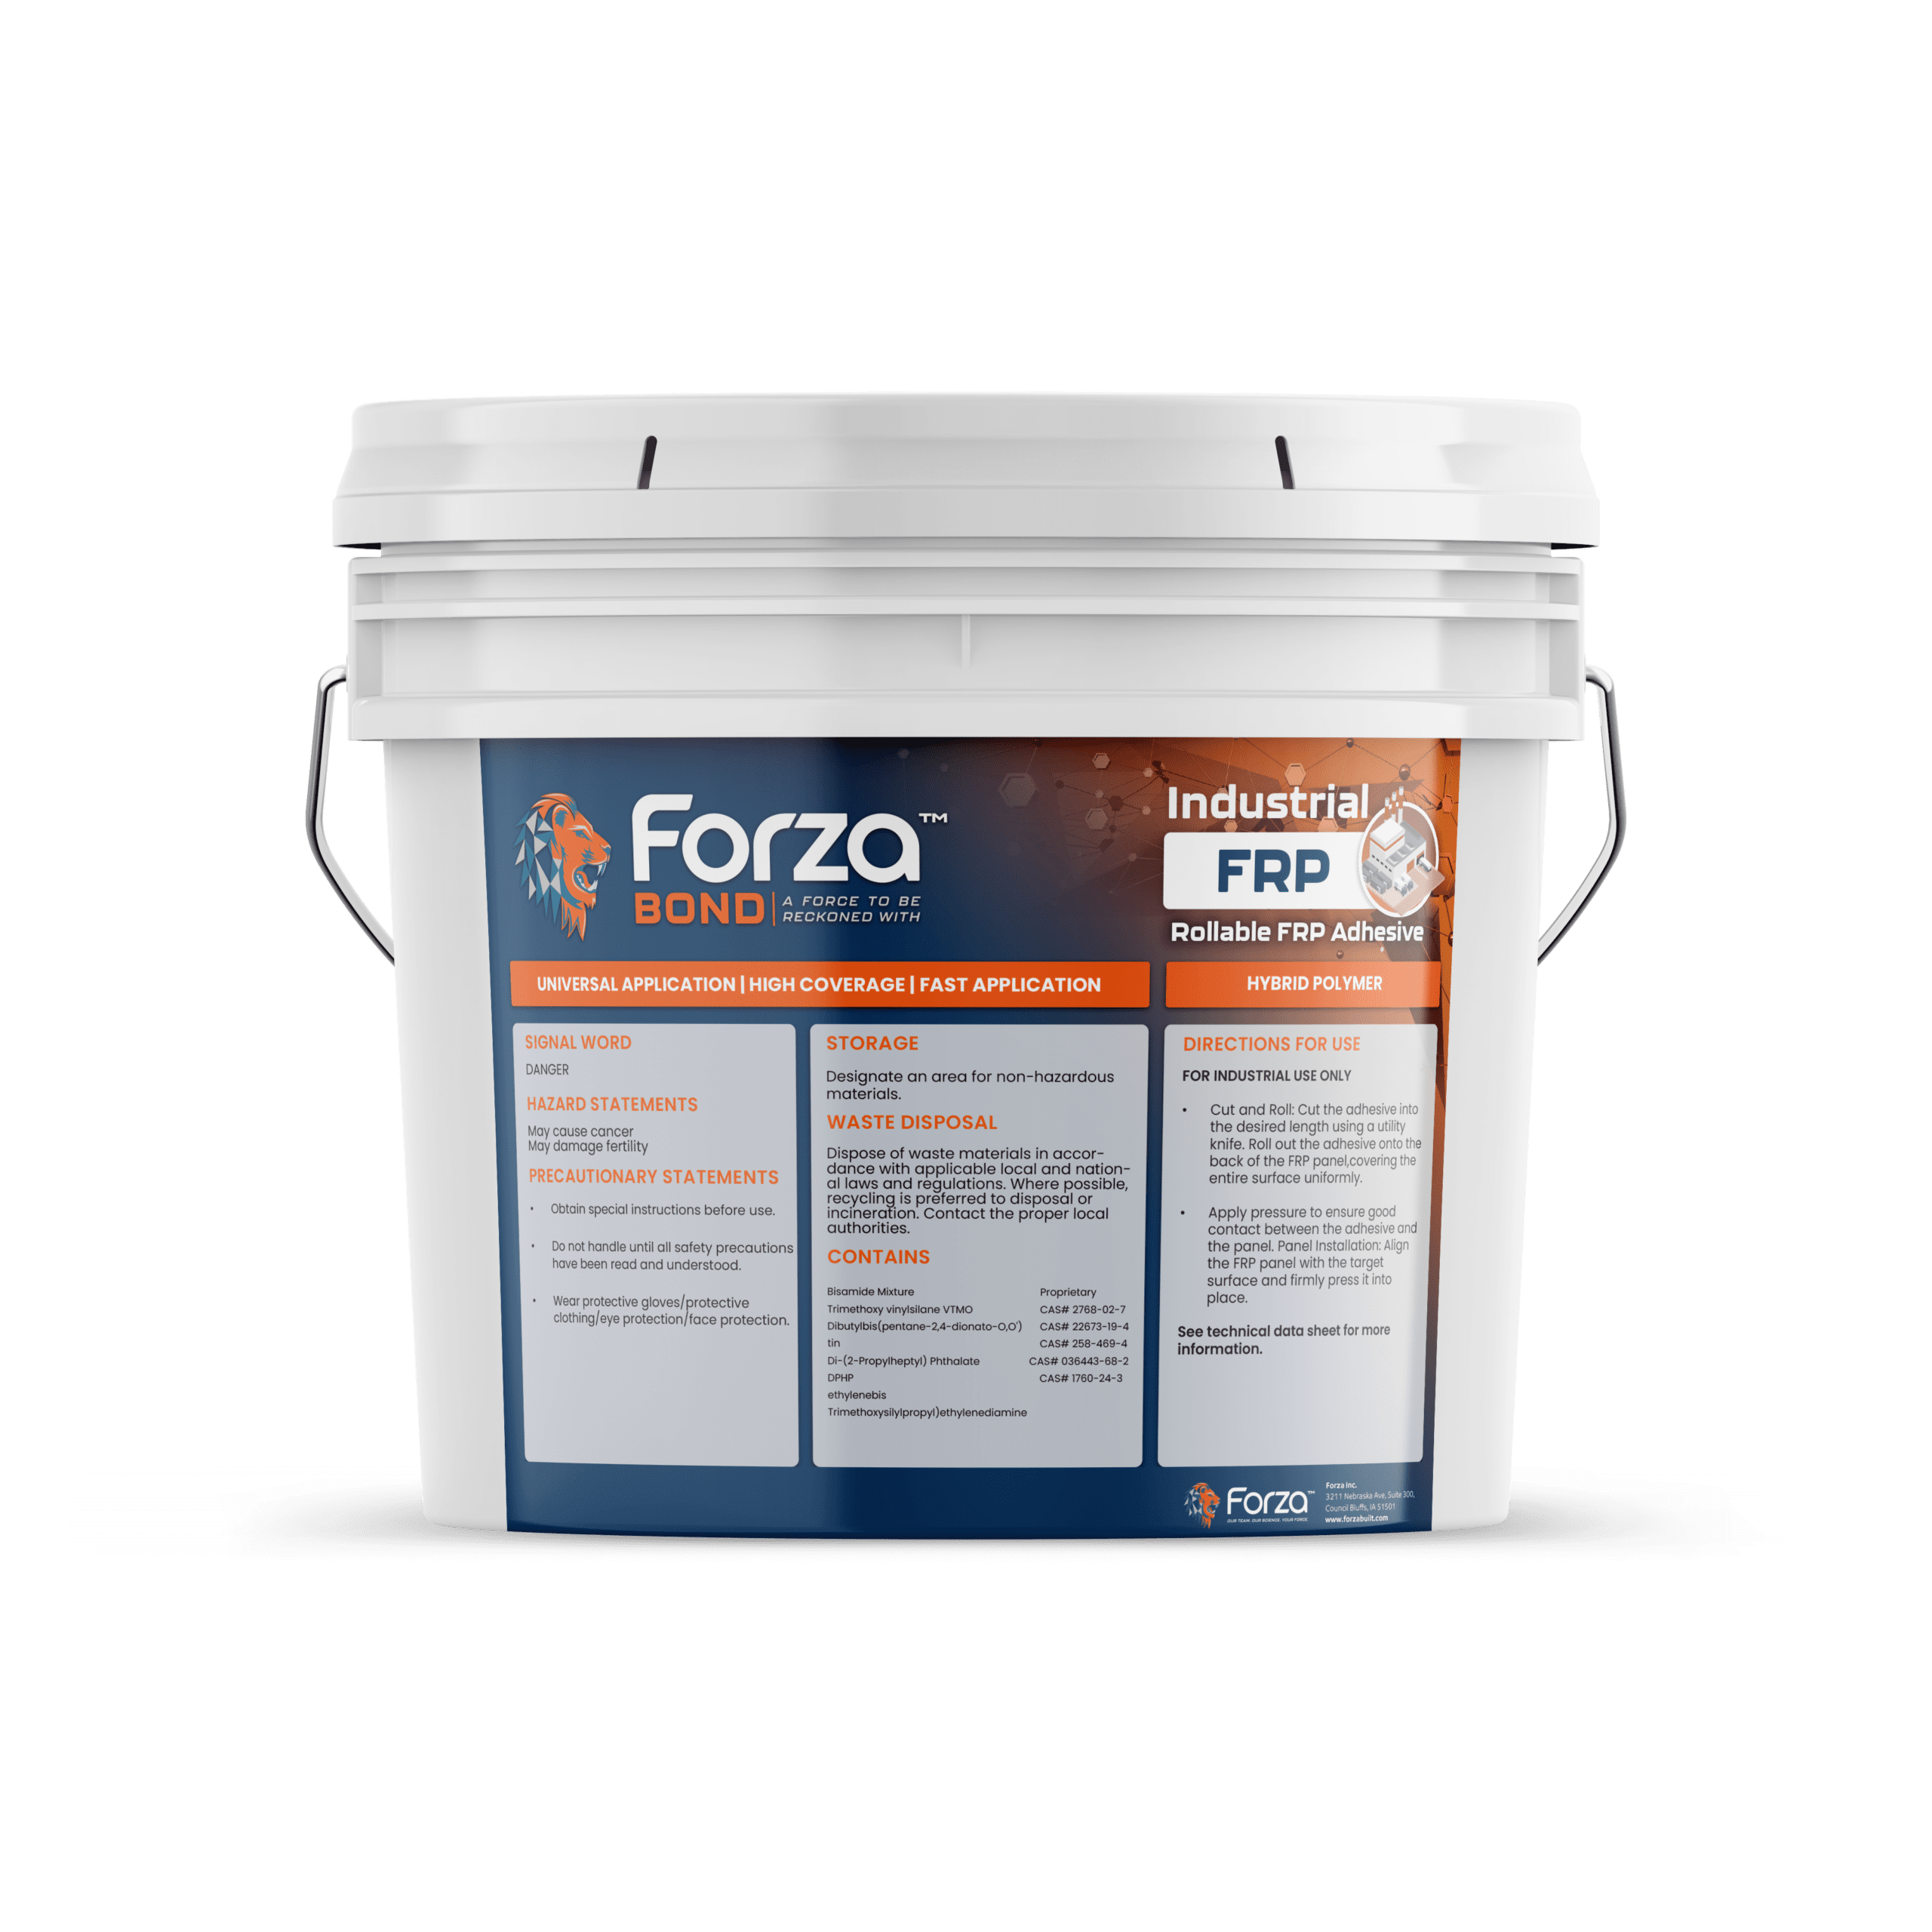 Forza™
BOND
A FORCE TO BE
RECKONED WITH
Industrial
FRP
Rollable FRP Adhesive
UNIVERSAL APPLICATION | HIGH COVERAGE | FAST APPLICATION
HYBRID POLYMER
SIGNAL WORD
DANGER
HAZARD STATEMENTS
May cause cancer
May damage fertility
PRECAUTIONARY STATEMENTS
• Obtain special instructions before use.
• Do not handle until all safety precautions
have been read and understood.
• Wear protective gloves/protective
clothing/eye protection/face protection.
STORAGE
Designate an area for non-hazardous
materials.
WASTE DISPOSAL
Dispose of waste materials in accor-
dance with applicable local and nation-
al laws and regulations. Where possible,
recycling is preferred to disposal or
incineration. Contact the proper local
authorities.
CONTAINS
Bisamide Mixture Proprietary
Trimethoxy vinylsilane VTMO CAS# 2768-02-7
Dibutylbis(pentane-2,4-dionato-O,O') CAS# 22673-19-4
tin CAS# 258-469-4
Di-(2-Propylheptyl) Phthalate CAS# 036443-68-2
DPHP CAS# 1760-24-3
ethylenebis
Trimethoxysilylpropyl)ethylenediamine
DIRECTIONS FOR USE
FOR INDUSTRIAL USE ONLY
• Cut and Roll: Cut the adhesive into
the desired length using a utility
knife. Roll out the adhesive onto the
back of the FRP panel,covering the
entire surface uniformly.
• Apply pressure to ensure good
contact between the adhesive and
the panel. Panel Installation: Align
the FRP panel with the target
surface and firmly press it into
place.
See technical data sheet for more
information.
Forza™
OUR TEAM. OUR SCIENCE. YOUR FORCE.
Forza Inc.
3211 Nebraska Ave, Suite 300,
Council Bluffs, IA 51501
www.forzabuilt.com